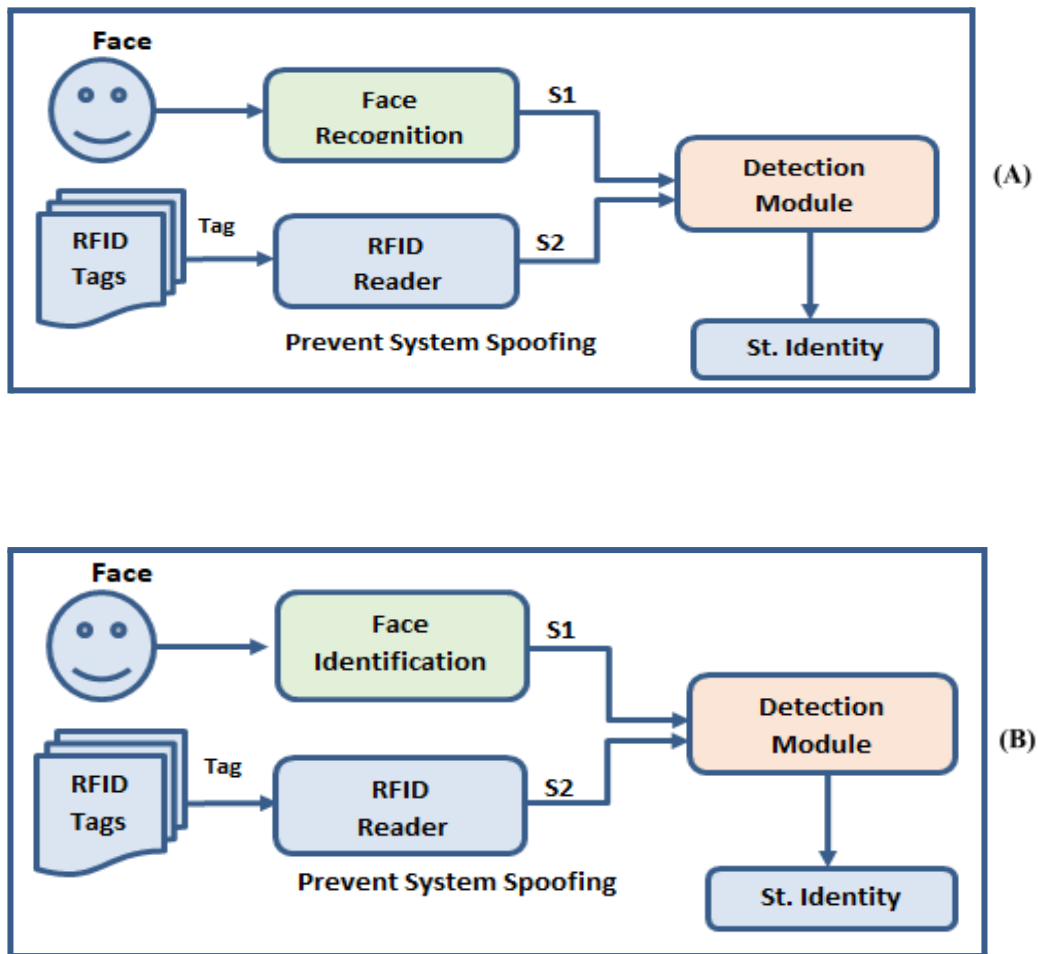 Face
Face
Recognition
S1
Detection
Module
(A)
RFID
Tags
Tag
RFID
Reader
S2
Prevent System Spoofing
St. Identity
Face
Face
Identification
S1
Detection
Module
(B)
RFID
Tags
Tag
RFID
Reader
S2
Prevent System Spoofing
St. Identity